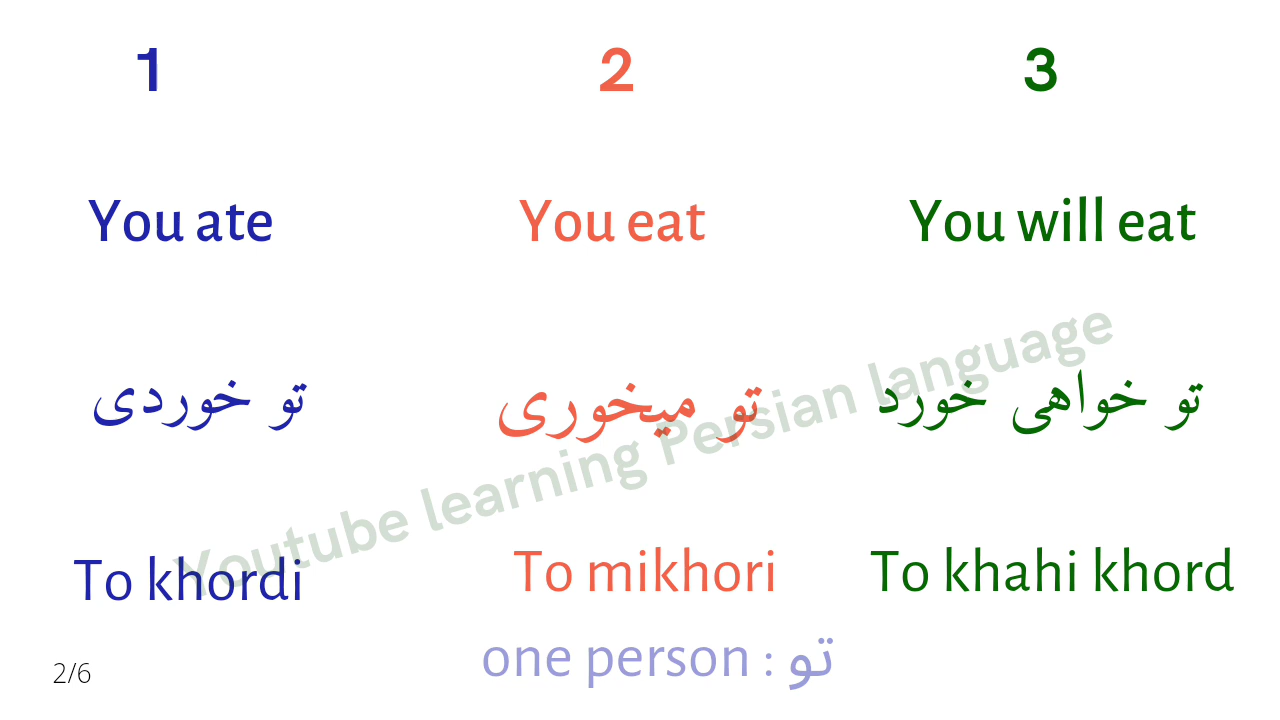 1 2 3
You ate You eat You will eat
تو خوردی تو میخوری تو خواهی خورد
Youtube learning Persian language
To khordi To mikhori To khahi khord
one person : تو
2/6